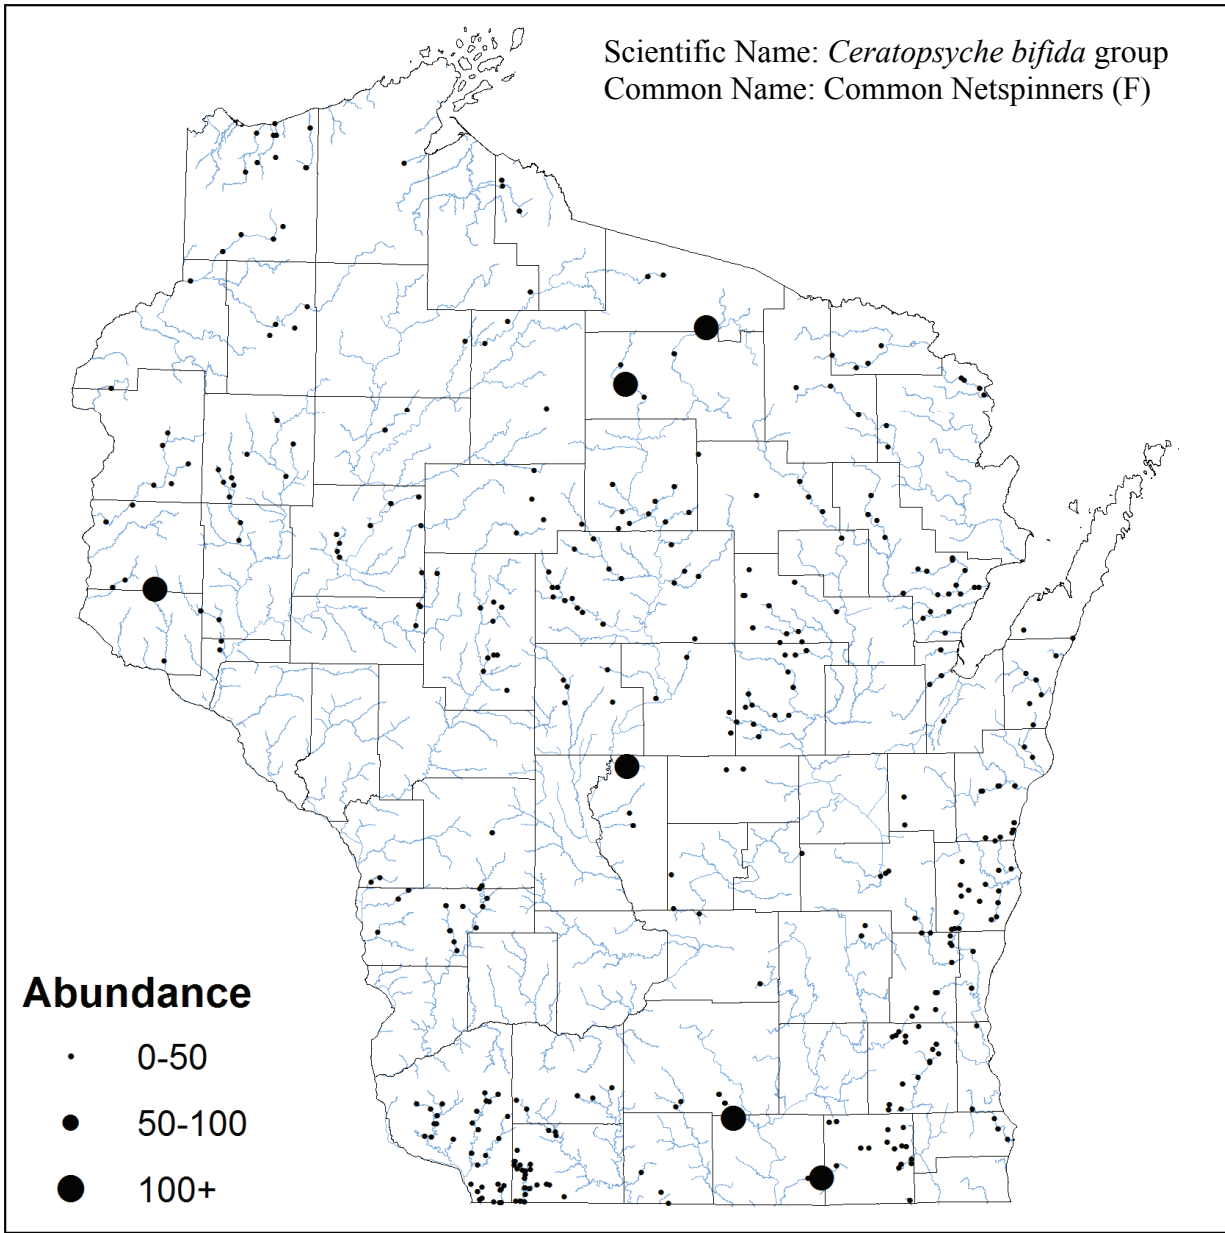 Scientific Name: Ceratopsyche bifida group
Common Name: Common Netspinners (F)
Abundance
0-50
50-100
100+